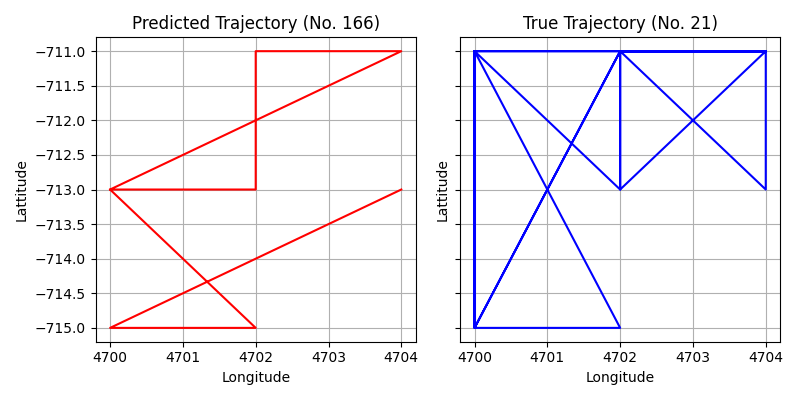 Predicted Trajectory (No. 166)
True Trajectory (No. 21)
Lattitude
−711.0
−711.5
−712.0
−712.5
−713.0
−713.5
−714.0
−714.5
−715.0
4700 4701 4702 4703 4704
Longitude
Lattitude
4700 4701 4702 4703 4704
Longitude